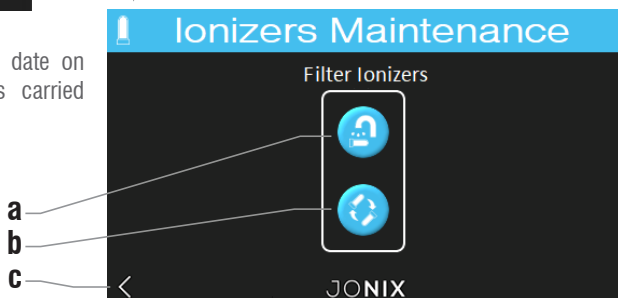 Ionizers Maintenance
date on
s carried
Filter Ionizers
a
b
c
<
JONIX